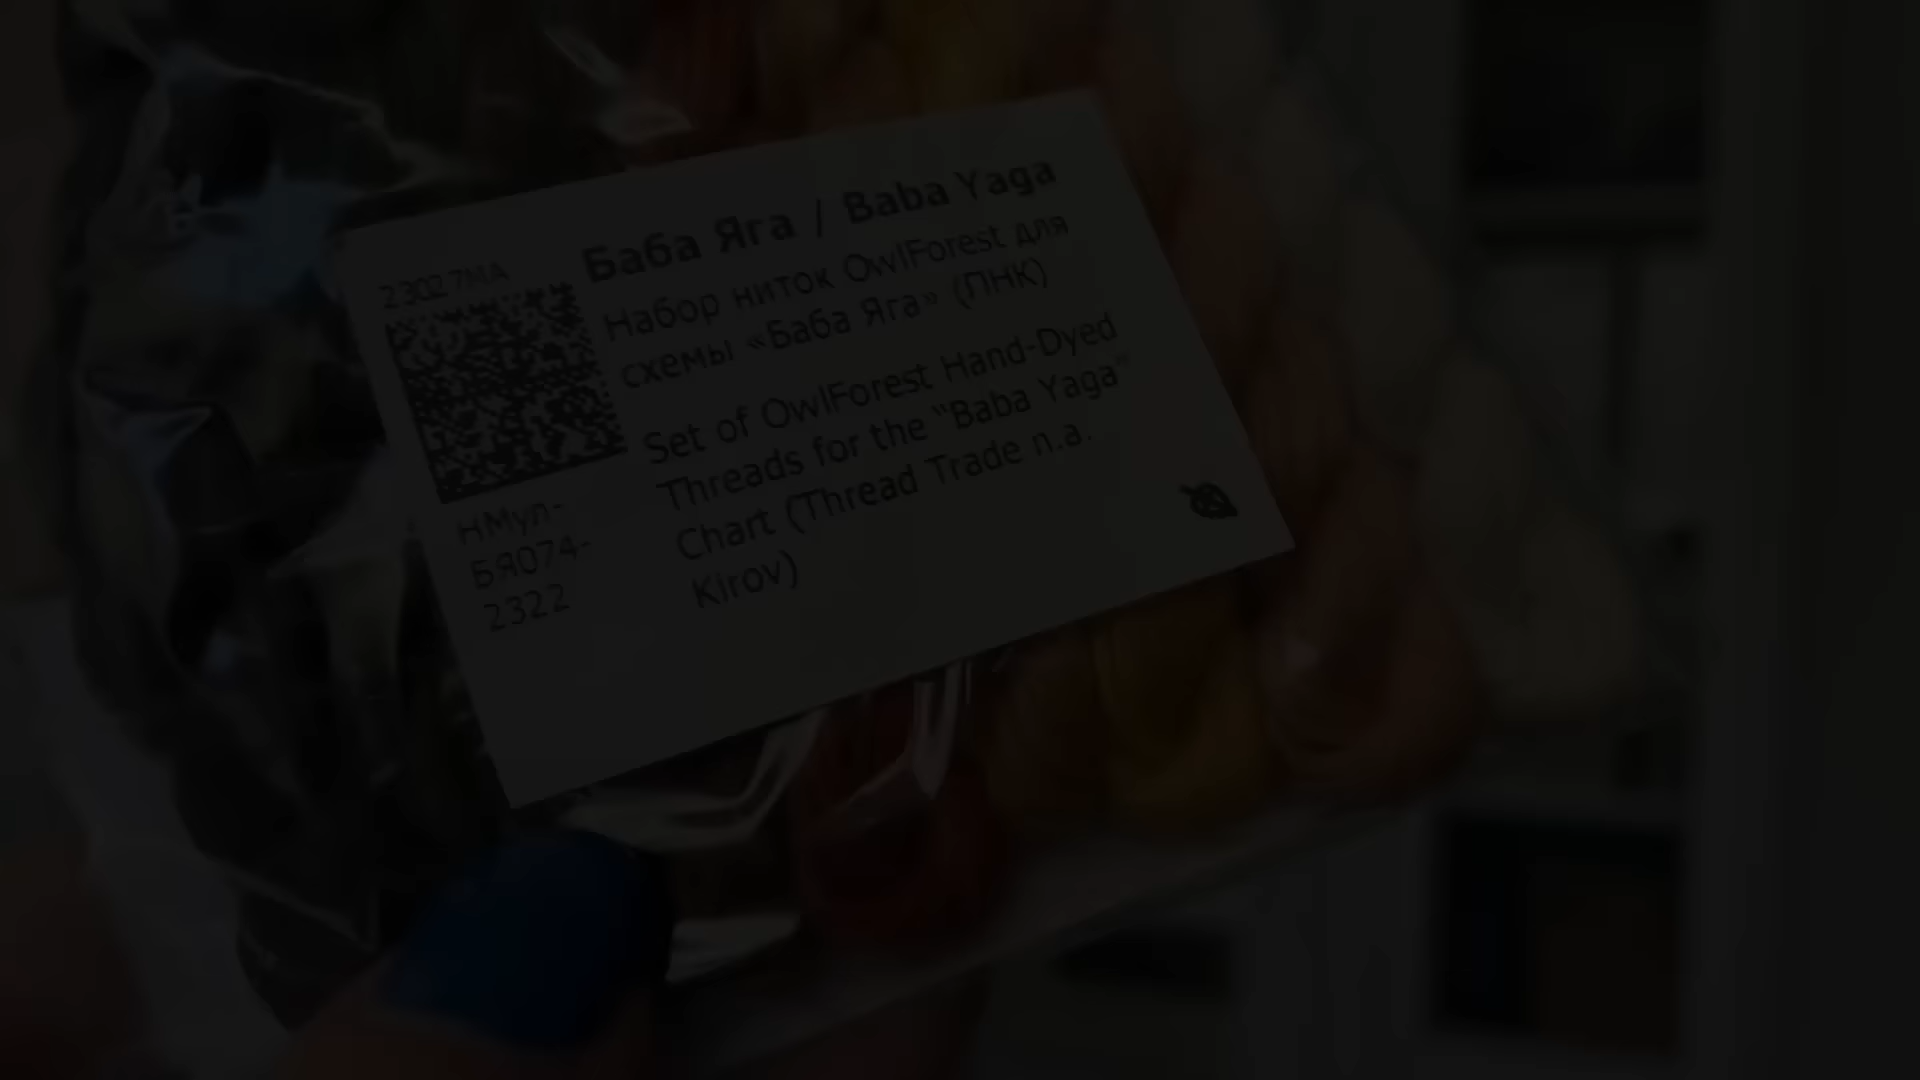 Баба Яга / Baba Yaga
Набор ниток OwlForest для
схемы «Баба Яга» (ПНК)
Set of OwlForest Hand-Dyed
Threads for the "Baba Yaga"
Chart (Thread Trade n.a.
Kirov)
23027MA
НМул-
БЯ074-
2322